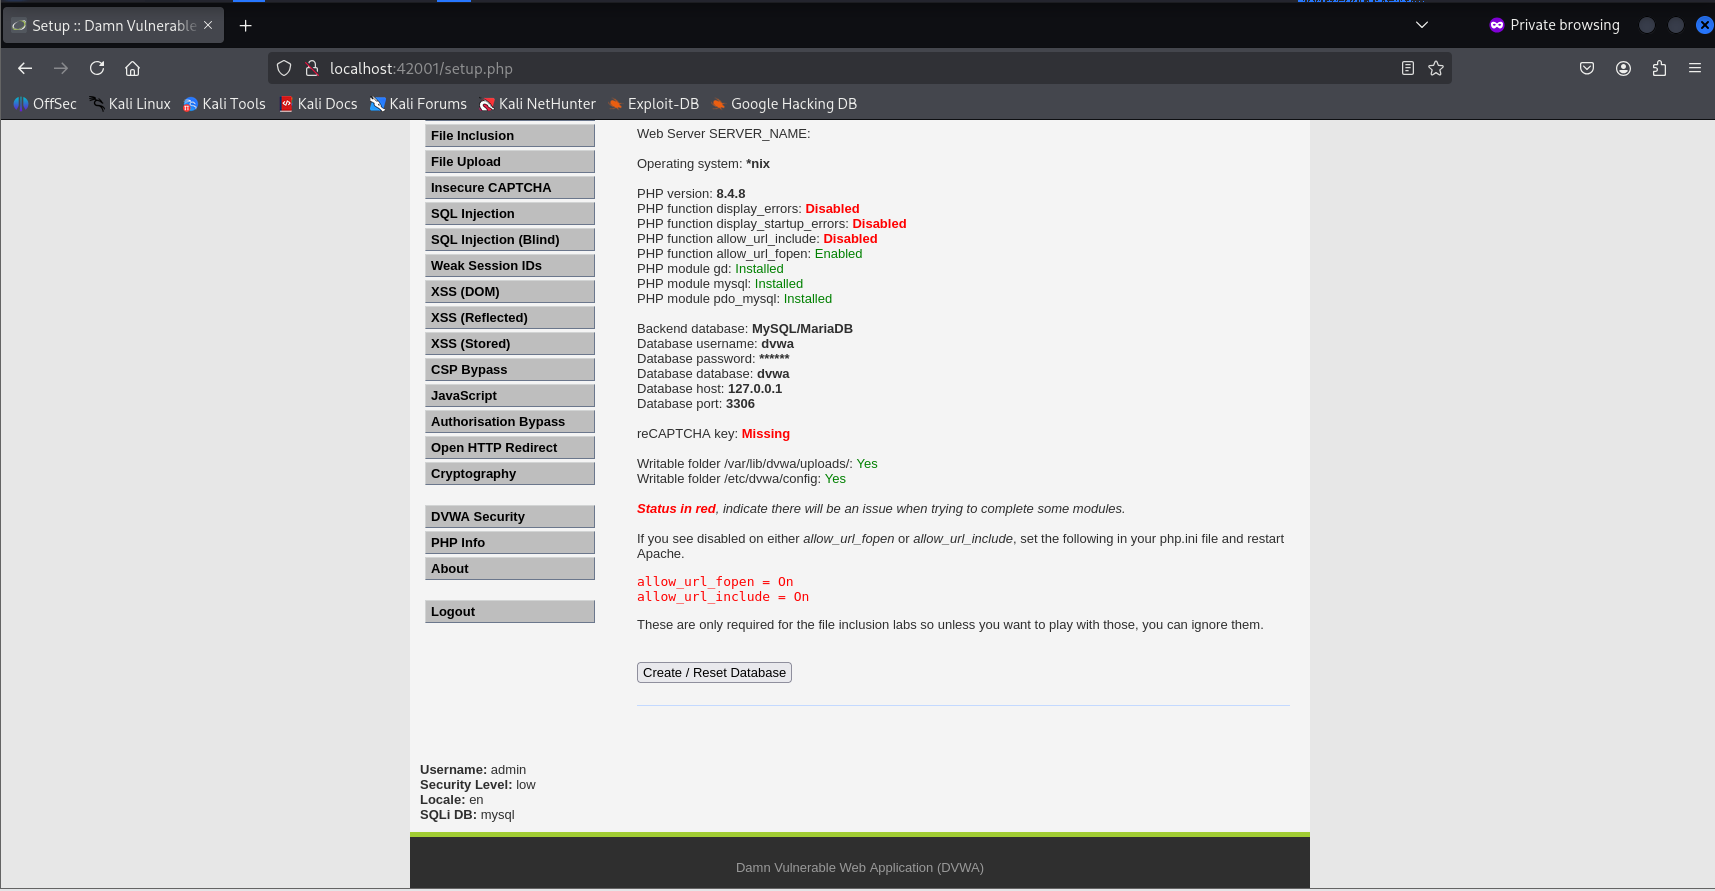 Setup :: Damn Vulnerable
Private browsing
localhost:42001/setup.php
OffSec
Kali Linux
Kali Tools
Kali Docs
Kali Forums
Kali NetHunter
Exploit-DB
Google Hacking DB
File Inclusion
File Upload
Insecure CAPTCHA
SQL Injection
SQL Injection (Blind)
Weak Session IDs
XSS (DOM)
XSS (Reflected)
XSS (Stored)
CSP Bypass
JavaScript
Authorisation Bypass
Open HTTP Redirect
Cryptography
DVWA Security
PHP Info
About
Logout
Web Server SERVER_NAME:
Operating system: *nix
PHP version: 8.4.8
PHP function display_errors: Disabled
PHP function display_startup_errors: Disabled
PHP function allow_url_include: Disabled
PHP function allow_url_fopen: Enabled
PHP module gd: Installed
PHP module mysql: Installed
PHP module pdo_mysql: Installed
Backend database: MySQL/MariaDB
Database username: dvwa
Database password: ******
Database database: dvwa
Database host: 127.0.0.1
Database port: 3306
reCAPTCHA key: Missing
Writable folder /var/lib/dvwa/uploads/: Yes
Writable folder /etc/dvwa/config: Yes
Status in red, indicate there will be an issue when trying to complete some modules.
If you see disabled on either allow_url_fopen or allow_url_include, set the following in your php.ini file and restart
Apache.
allow_url_fopen = On
allow_url_include = On
These are only required for the file inclusion labs so unless you want to play with those, you can ignore them.
Create / Reset Database
Username: admin
Security Level: low
Locale: en
SQLi DB: mysql
Damn Vulnerable Web Application (DVWA)